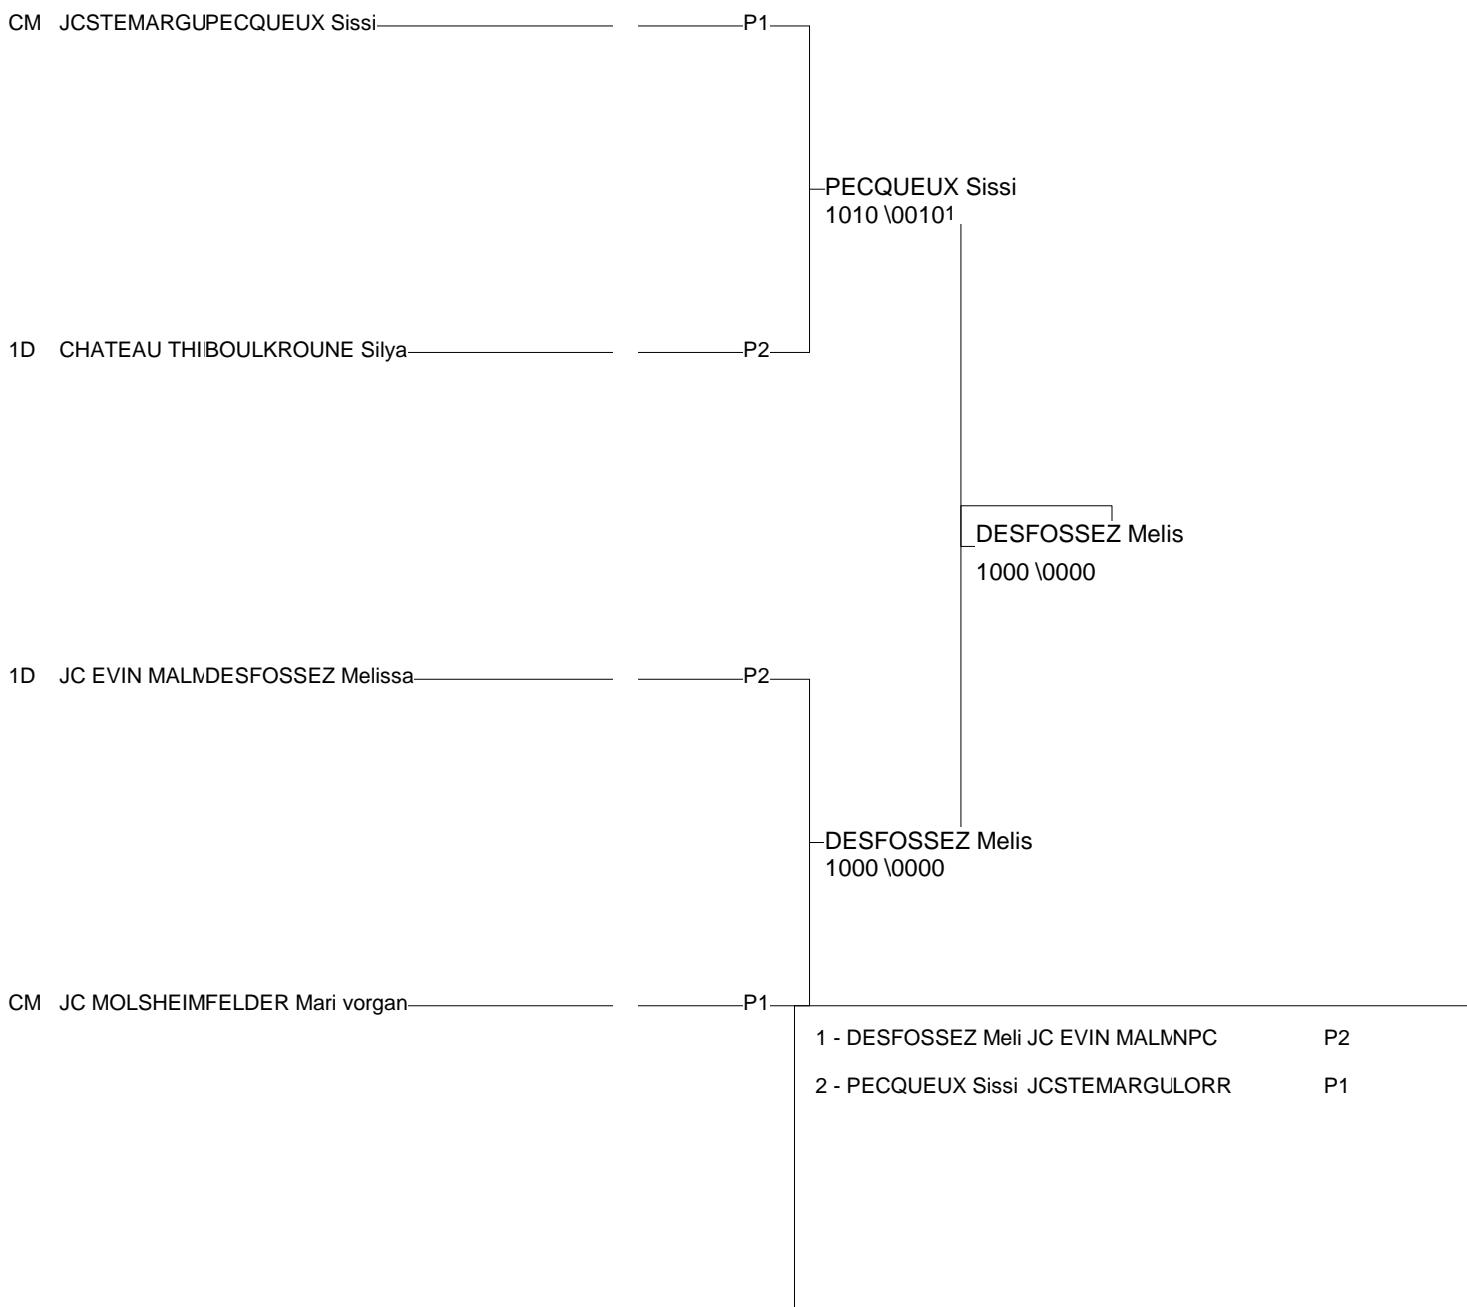 CM JCSTEMARGUPECQUEUX Sissi P1
PECQUEUX Sissi
1010 \00101
1D CHATEAU THIBOULKROUNE Silya P2
DESFOSSEZ Melis
1000 \0000
1D JC EVIN MALMDESFOSSEZ Melissa P2
DESFOSSEZ Melis
1000 \0000
CM JC MOLSHEIMFELDER Mari vorgan P1
1 - DESFOSSEZ Meli JC EVIN MALMNPC P2
2 - PECQUEUX Sissi JCSTEMARGULORR P1